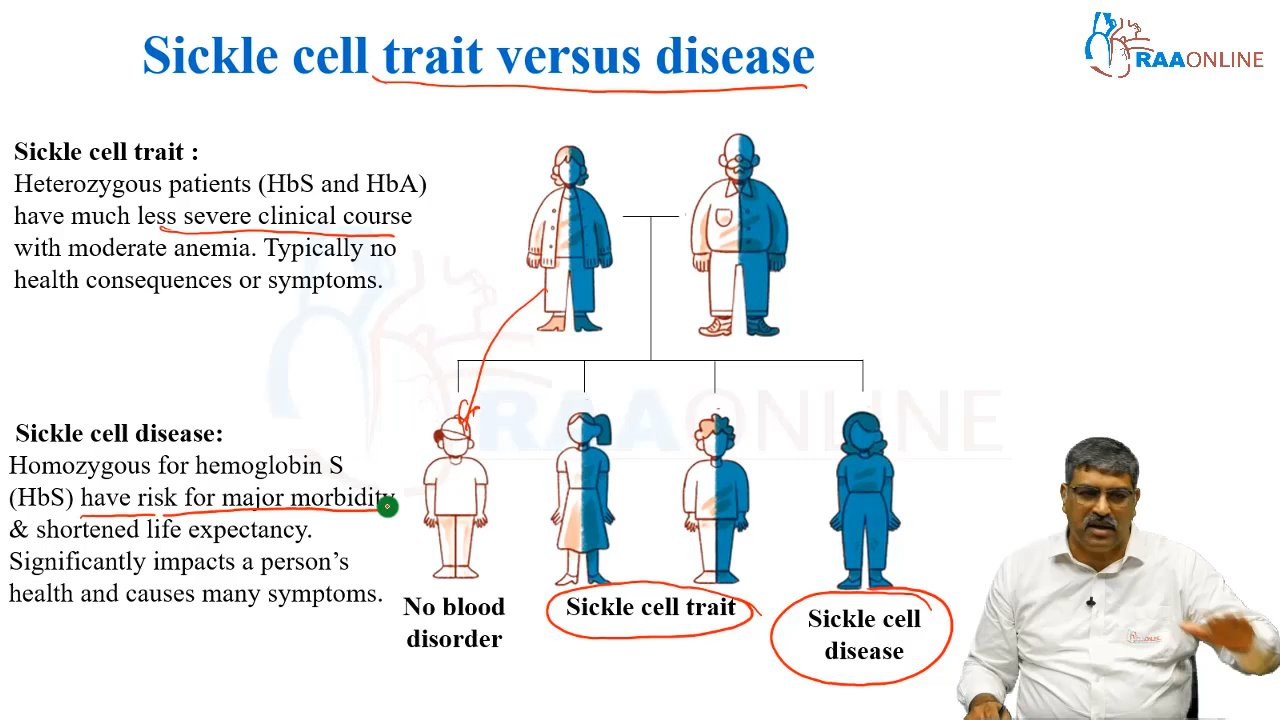 Sickle cell trait versus disease
RAAONLINE
Sickle cell trait :
Heterozygous patients (HbS and HbA)
have much less severe clinical course
with moderate anemia. Typically no
health consequences or symptoms.
Sickle cell disease:
Homozygous for hemoglobin S
(HbS) have risk for major morbidity
& shortened life expectancy.
Significantly impacts a person’s
health and causes many symptoms.
RAAONLINE
No blood
disorder
Sickle cell trait
Sickle cell
disease